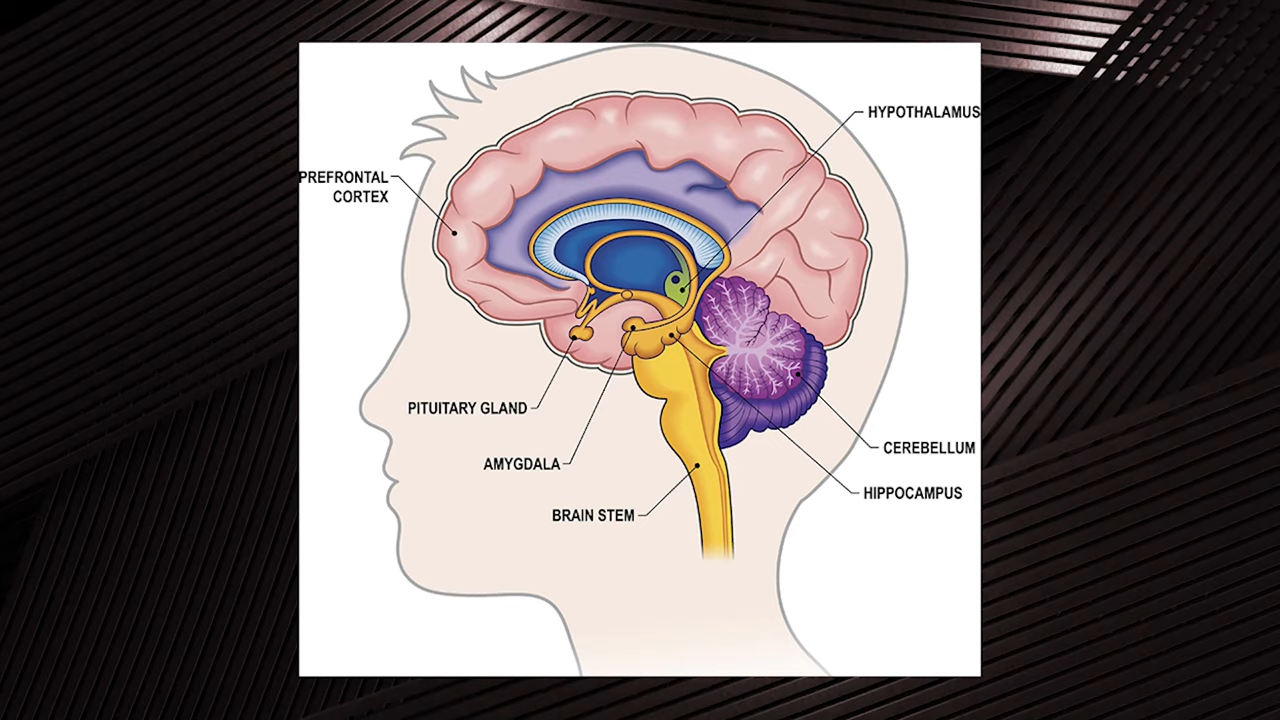 HYPOTHALAMUS
PREFRONTAL
CORTEX
PITUITARY GLAND
AMYGDALA
BRAIN STEM
CEREBELLUM
HIPPOCAMPUS